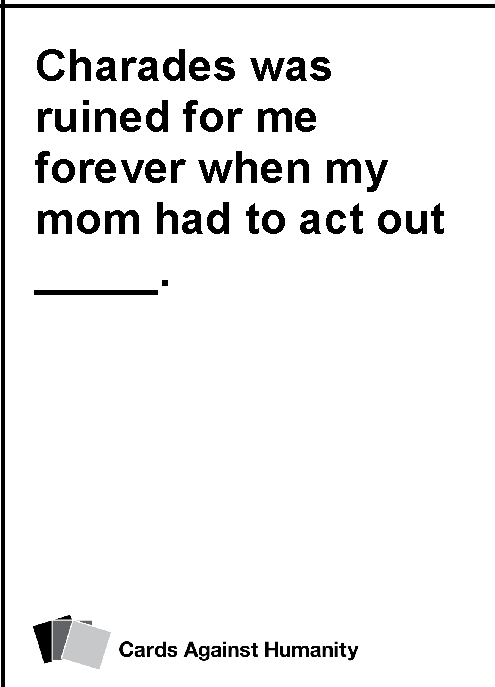 Charades was
ruined for me
forever when my
mom had to act out
_____.
Cards Against Humanity